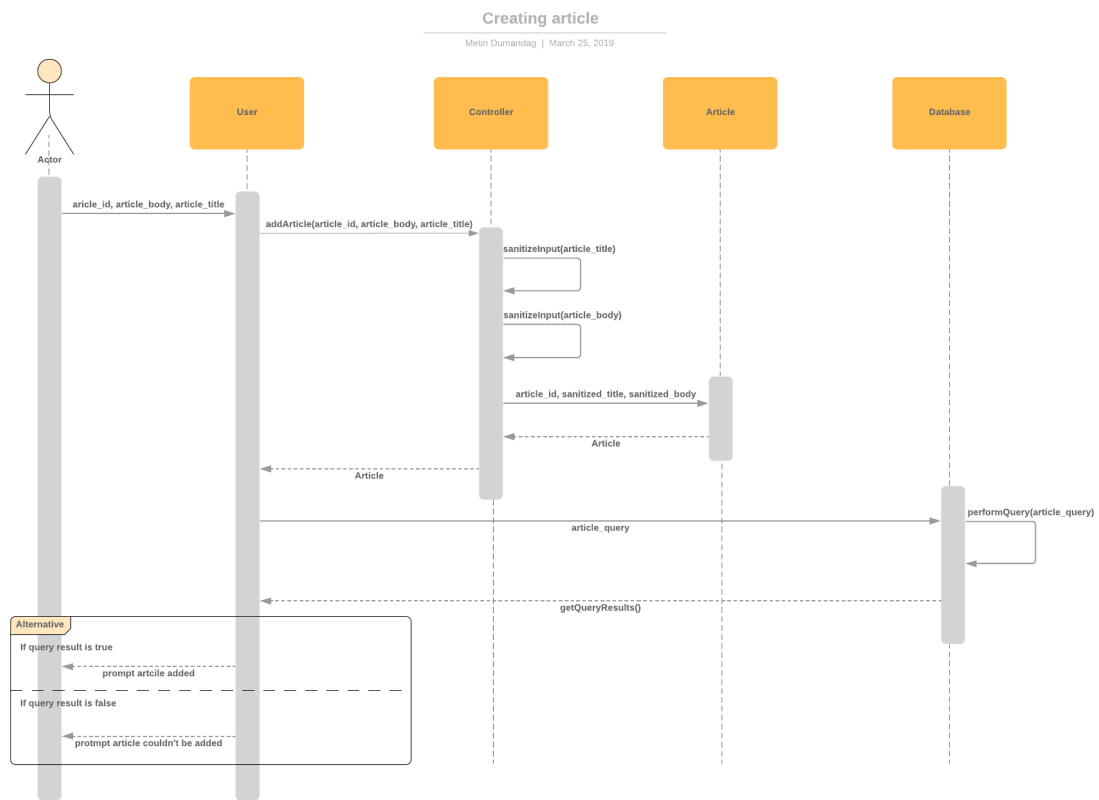 Creating article
Metin Dumandag | March 25, 2019
Actor
User
Controller
Article
Database
aricle_id, article_body, article_title
addArticle(article_id, article_body, article_title)
sanitizeInput(article_title)
sanitizeInput(article_body)
article_id, sanitized_title, sanitized_body
Article
Article
article_query
performQuery(article_query)
getQueryResults()
Alternative
If query result is true
prompt artcile added
If query result is false
protmpt article couldn't be added